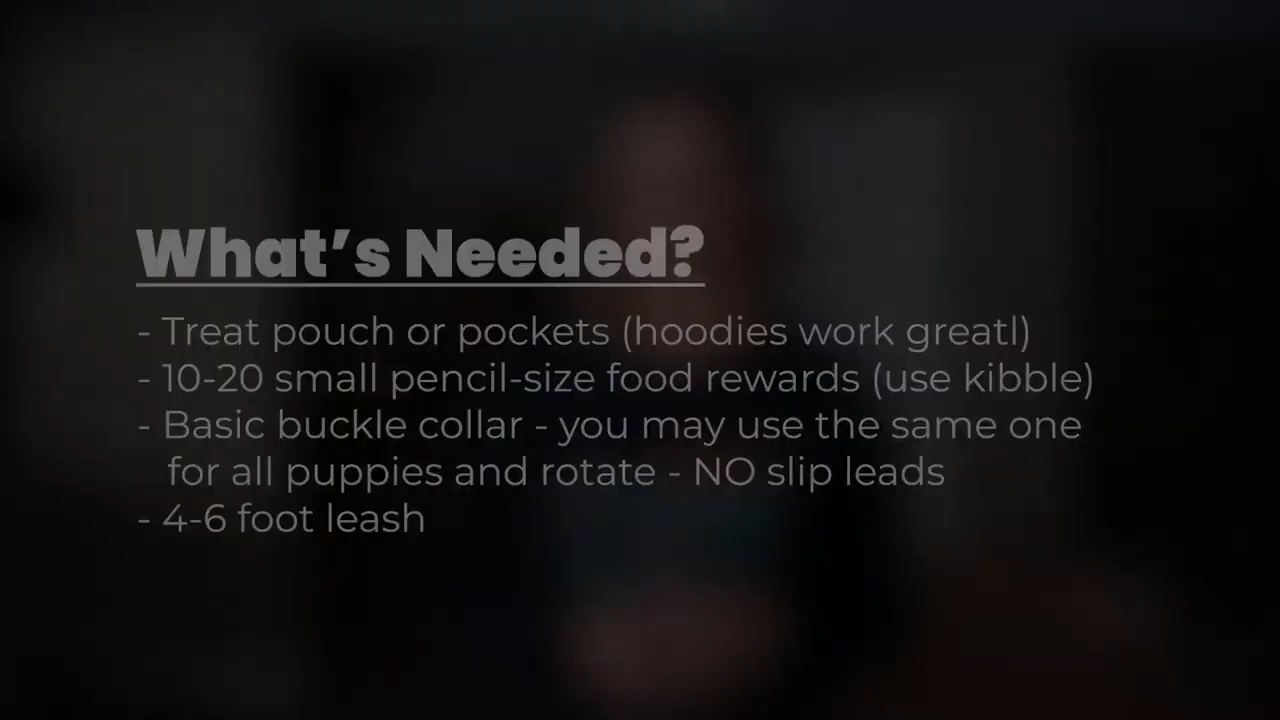 What's Needed?
- Treat pouch or pockets (hoodies work greatl)
- 10-20 small pencil-size food rewards (use kibble)
- Basic buckle collar - you may use the same one
for all puppies and rotate - NO slip leads
- 4-6 foot leash